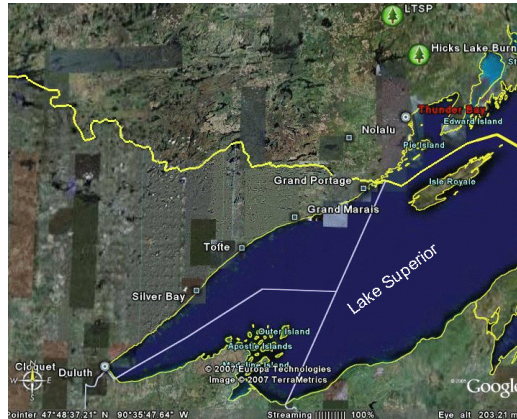 LTSP
Hicks Lake Burn
Thunder Bay
Edward Island
Nolalu
Pie Island
Grand Portage
Isle Royale
Grand Marais
Tofte
Lake Superior
Silver Bay
Outer Island
Apostle Islands
Madeline Island
Cloquet
Duluth
W
E
© 2007 Europa Technologies
Image © 2007 TerraMetrics
Google
Pointer 47°48'37.21" N 90°35'47.64" W Streaming |||||||||| 100% Eye alt 203.21 m